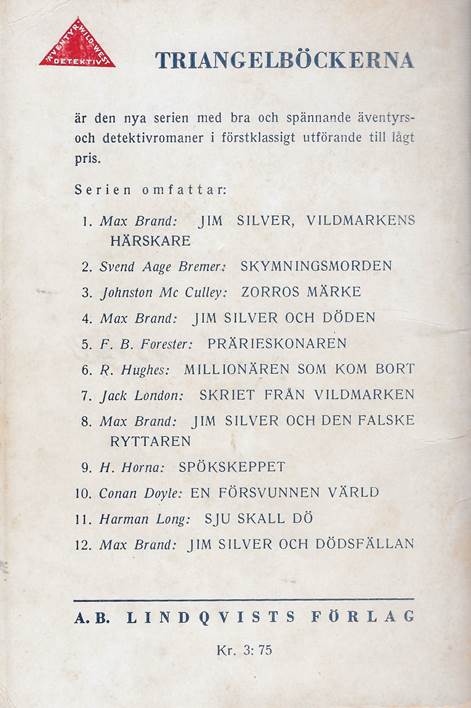 ÄVENTYR WILD-WEST
DETEKTIV
TRIANGELBÖCKERNA
är den nya serien med bra och spännande äventyrs-
och detektivromaner i förstklassigt utförande till lågt
pris.
Serien omfattar:
1. Max Brand: JIM SILVER, VILDMARKENS
HÄRSKARE
2. Svend Aage Bremer: SKYMNINGSMORDEN
3. Johnston Mc Culley: ZORROS MÄRKE
4. Max Brand: JIM SILVER OCH DÖDEN
5. F. B. Forester: PRÄRIESKONAREN
6. R. Hughes: MILLIONÄREN SOM KOM BORT
7. Jack London: SKRIET FRÅN VILDMARKEN
8. Max Brand: JIM SILVER OCH DEN FALSKE
RYTTAREN
9. H. Horna: SPÖKSKEPPET
10. Conan Doyle: EN FÖRSVUNNEN VÄRLD
11. Harman Long: SJU SKALL DÖ
12. Max Brand: JIM SILVER OCH DÖDSFÄLLAN
A.B. LINDQVISTS FÖRLAG
Kr. 3:75